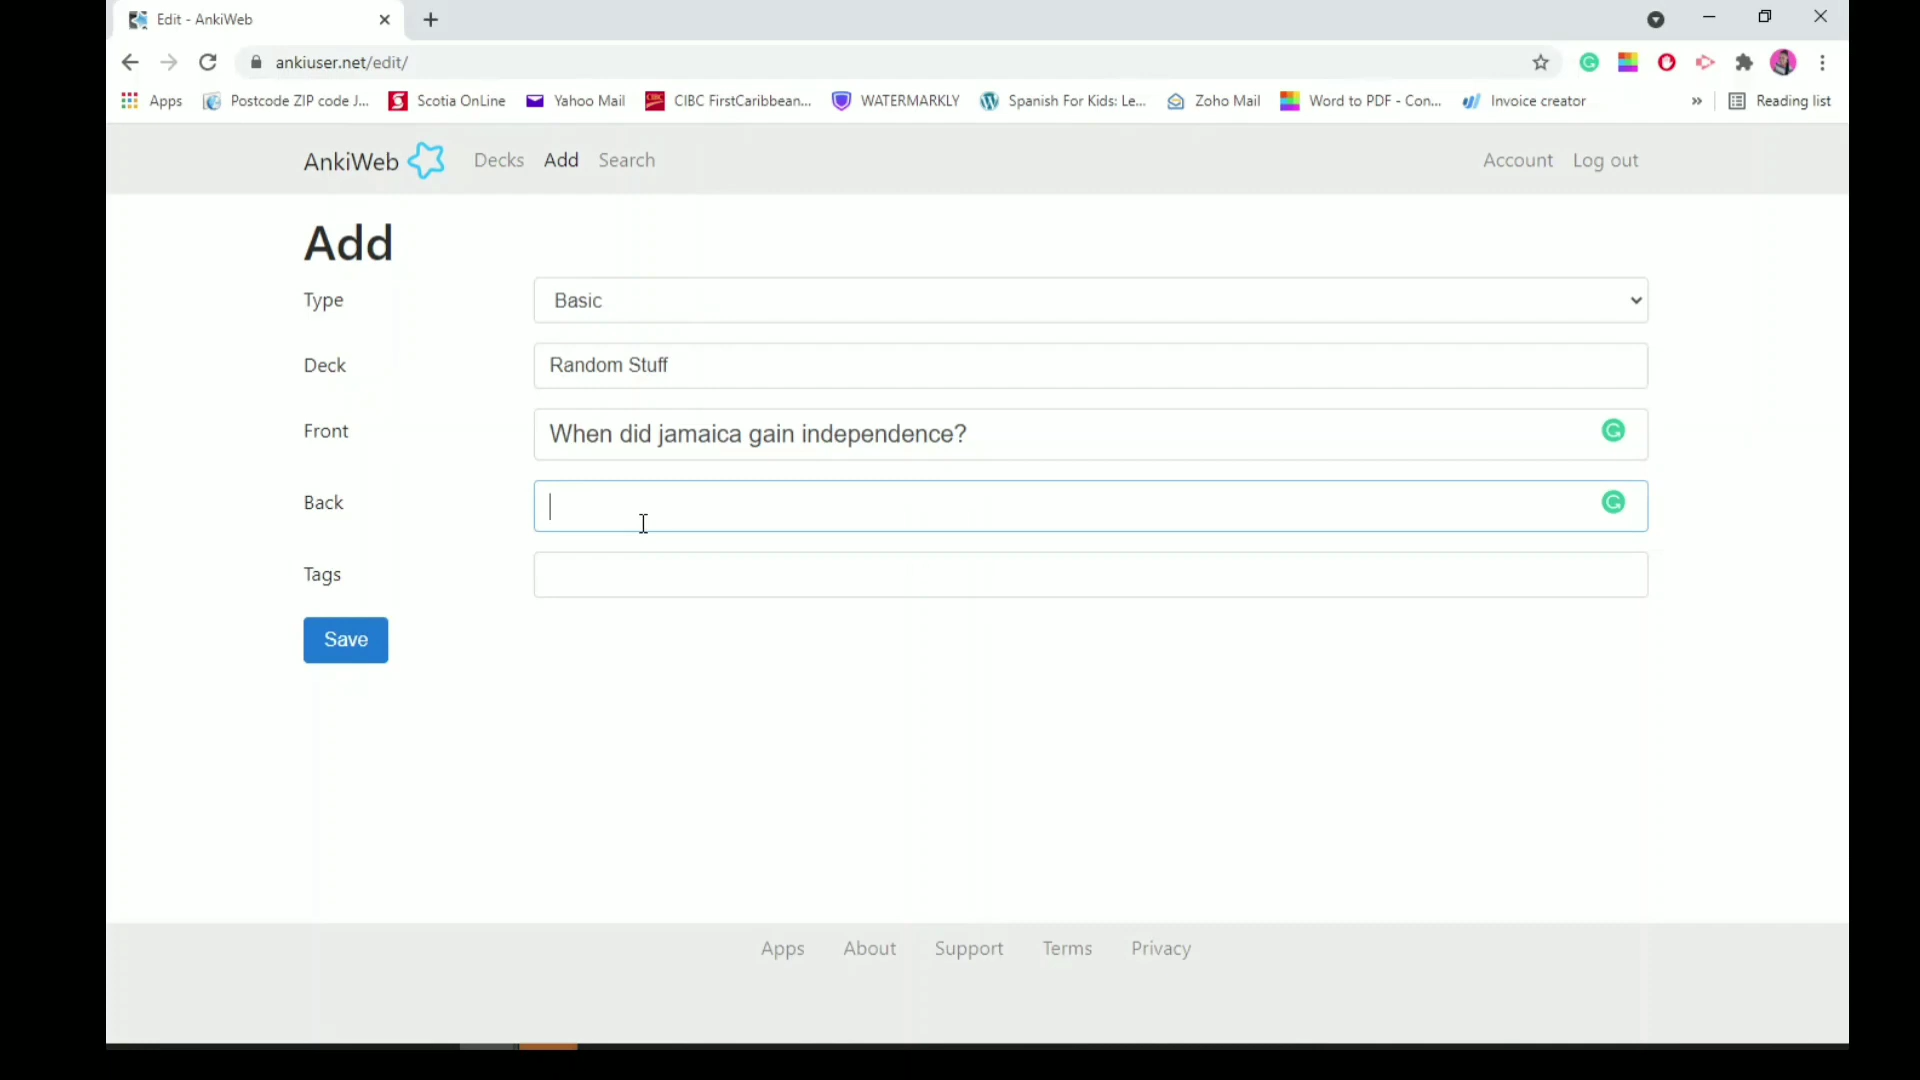 Edit - AnkiWeb
ankiuser.net/edit/
Apps Postcode ZIP code J... Scotia OnLine Yahoo Mail CIBC FirstCaribbean... WATERMARKLY Spanish For Kids: Le... Zoho Mail Word to PDF - Con... Invoice creator » Reading list
AnkiWeb Decks Add Search Account Log out
Add
Type Basic
Deck Random Stuff
Front When did jamaica gain independence?
Back
Tags
Save
Apps About Support Terms Privacy